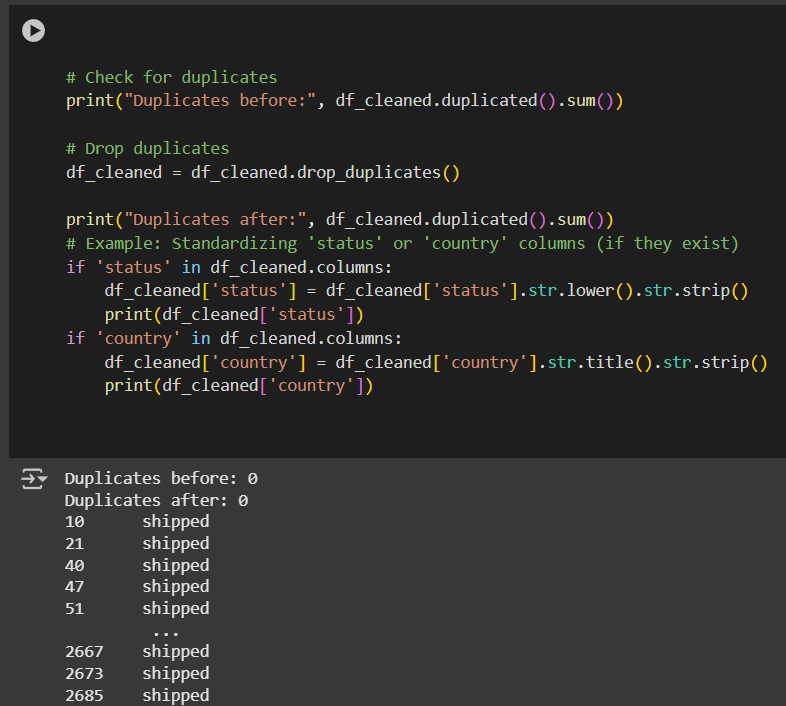 # Check for duplicates
print("Duplicates before:", df_cleaned.duplicated().sum())
# Drop duplicates
df_cleaned = df_cleaned.drop_duplicates()
print("Duplicates after:", df_cleaned.duplicated().sum())
# Example: Standardizing 'status' or 'country' columns (if they exist)
if 'status' in df_cleaned.columns:
    df_cleaned['status'] = df_cleaned['status'].str.lower().str.strip()
    print(df_cleaned['status'])
if 'country' in df_cleaned.columns:
    df_cleaned['country'] = df_cleaned['country'].str.title().str.strip()
    print(df_cleaned['country'])
Duplicates before: 0
Duplicates after: 0
10      shipped
21      shipped
40      shipped
47      shipped
51      shipped
         ...
2667    shipped
2673    shipped
2685    shipped